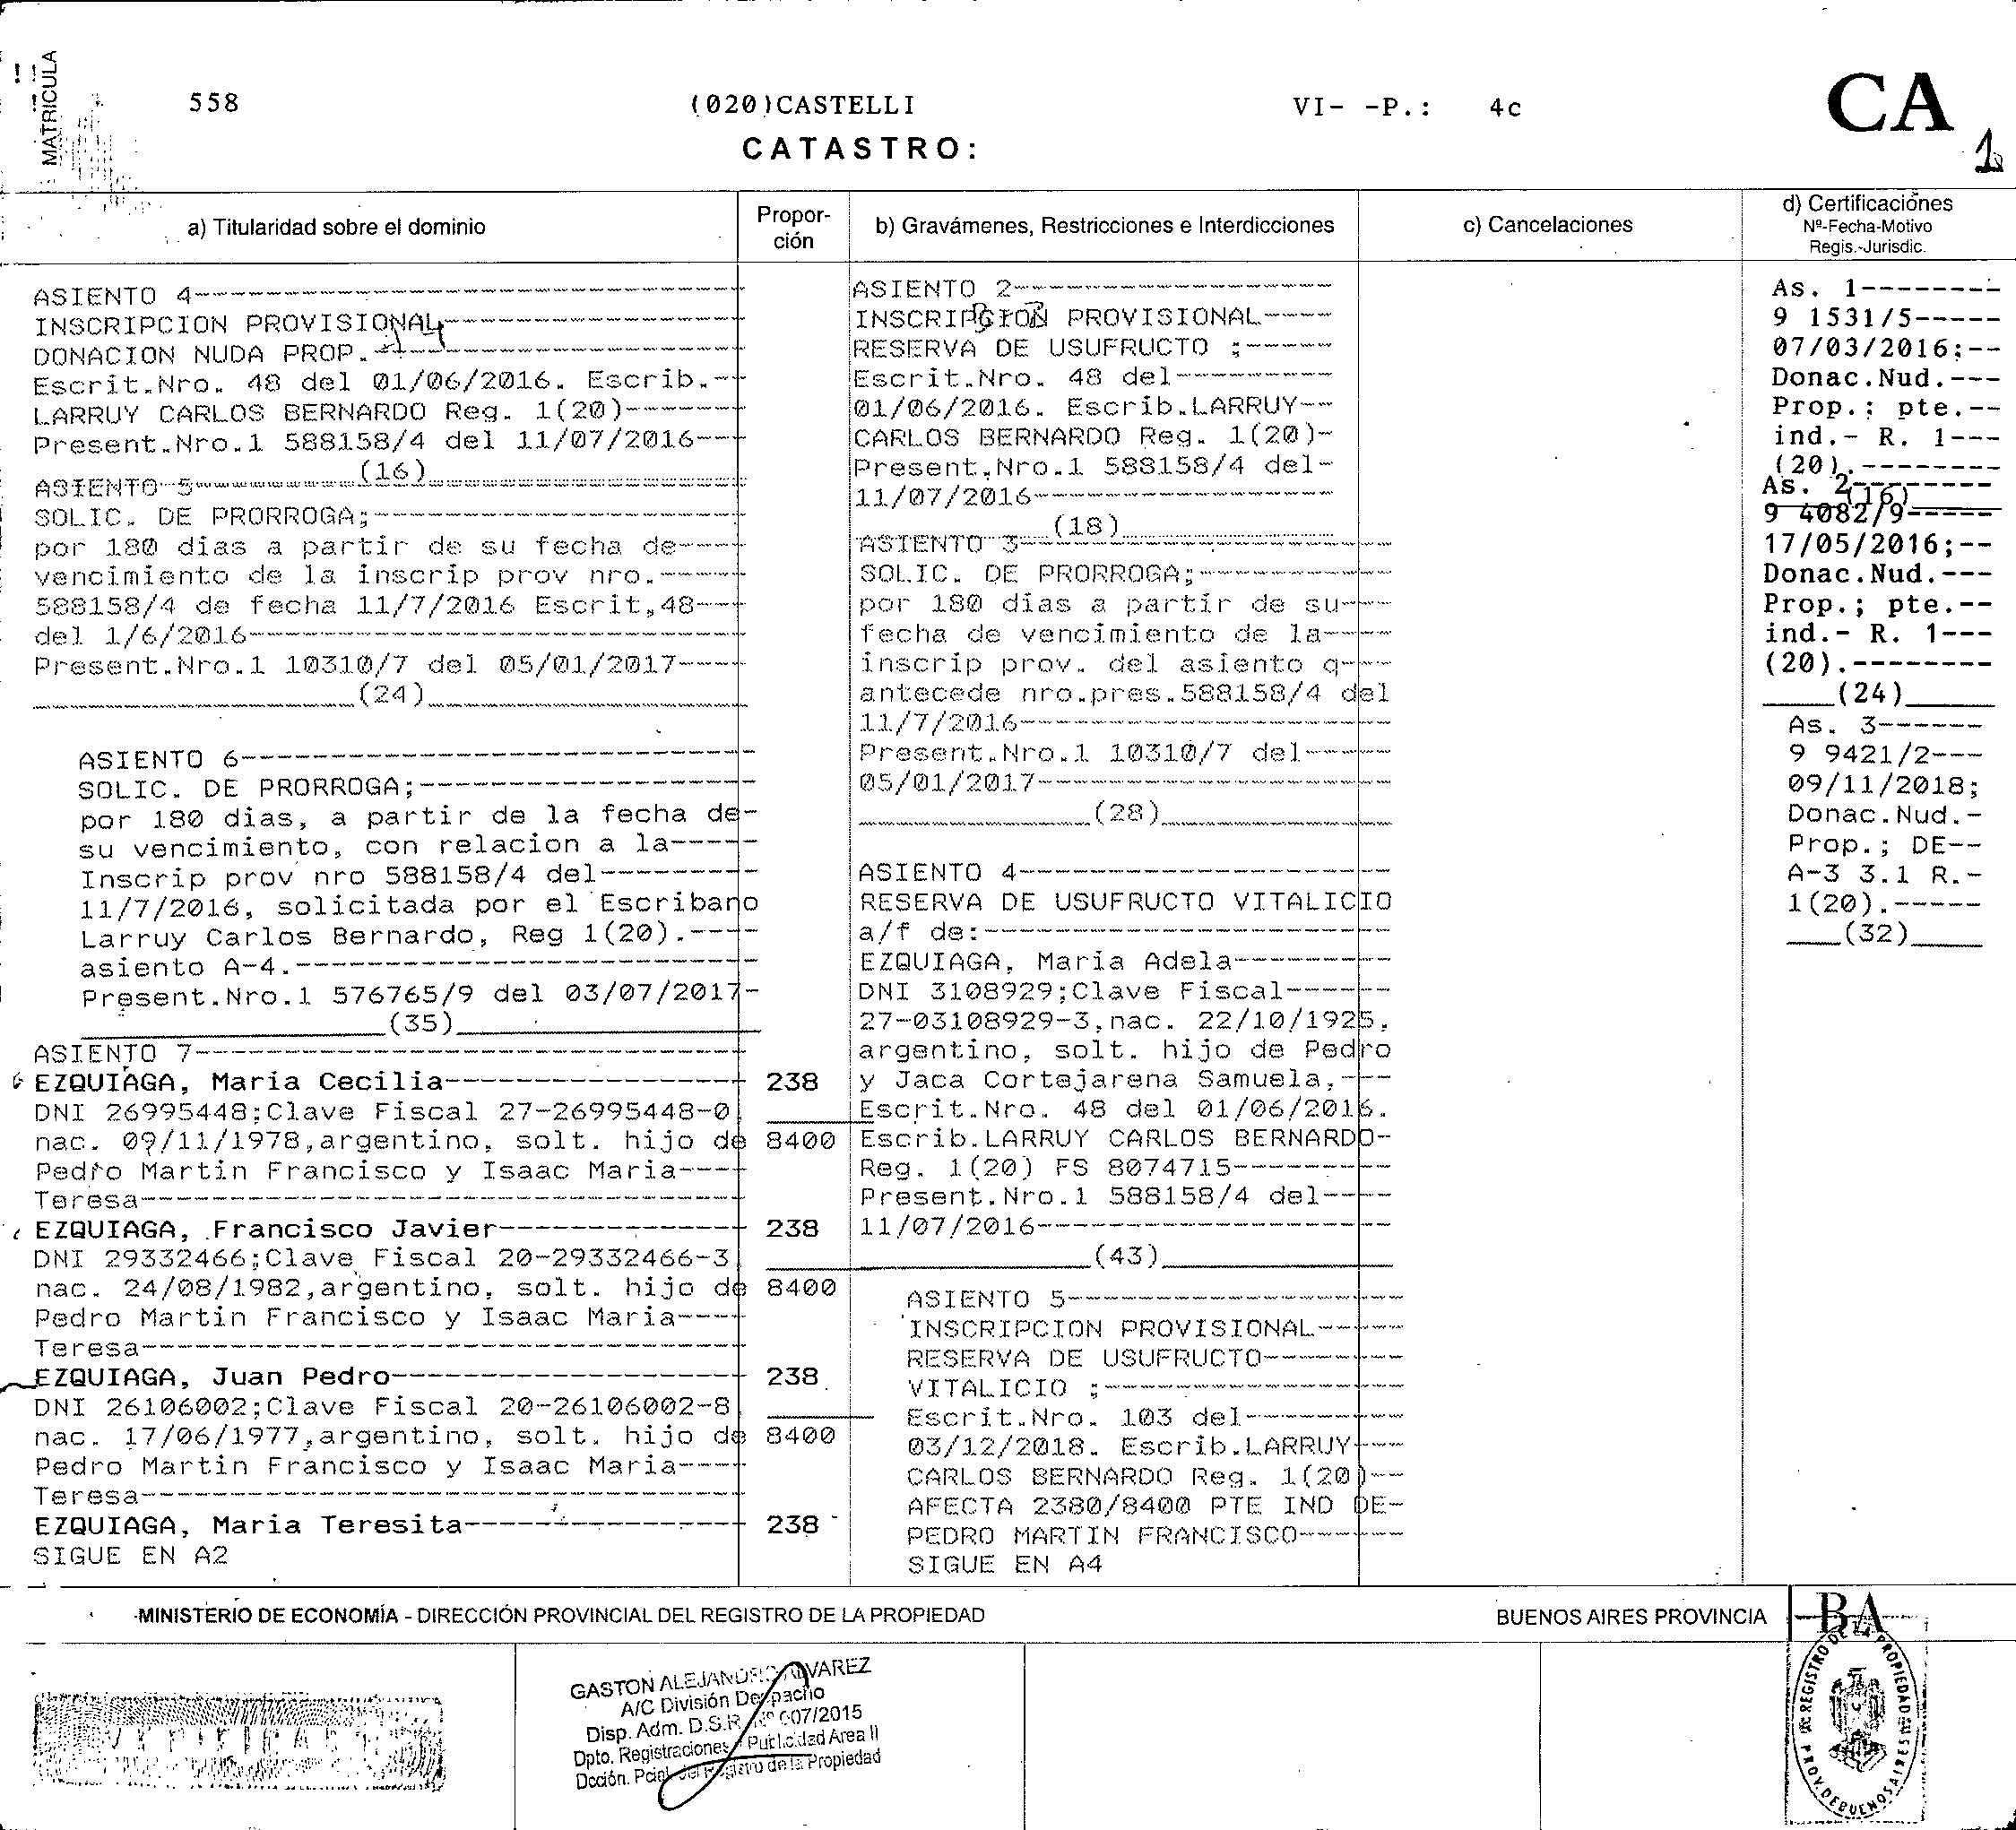 MATRICULA
558
(020)CASTELLI
VI- -P.: 4c
CA
1
CATASTRO:
a) Titularidad sobre el dominio
Propor-
ción
b) Gravámenes, Restricciones e Interdicciones
c) Cancelaciones
d) Certificaciones
Nº-Fecha-Motivo
Regis.-Jurisdic.
ASIENTO 4-------------------------------
INSCRIPCION PROVISIONAL-----------------
DONACION NUDA PROP.---------------------
Escrit.Nro. 48 del 01/06/2016. Escrib.--
LARRUY CARLOS BERNARDO Reg. 1(20)-------
Present.Nro.1 588158/4 del 11/07/2016---
(16)
ASIENTO 5-------------------------------
SOLIC. DE PRORROGA;---------------------
por 180 dias a partir de su fecha de----
vencimiento de la inscrip prov nro.-----
588158/4 de fecha 11/7/2016 Escrit,48---
del 1/6/2016----------------------------
Present.Nro.1 10310/7 del 05/01/2017----
(24)
ASIENTO 6-----------------------------
SOLIC. DE PRORROGA;-------------------
por 180 dias, a partir de la fecha de-
su vencimiento, con relacion a la-----
Inscrip prov nro 588158/4 del---------
11/7/2016, solicitada por el Escribano
Larruy Carlos Bernardo, Reg 1(20).----
asiento A-4.--------------------------
Present.Nro.1 576765/9 del 03/07/2017-
(35)
ASIENTO 7-------------------------------
EZQUIAGA, Maria Cecilia----------------- 238
DNI 26995448;Clave Fiscal 27-26995448-0
nac. 09/11/1978,argentino, solt. hijo de 8400
Pedro Martin Francisco y Isaac Maria----
Teresa----------------------------------
EZQUIAGA, Francisco Javier-------------- 238
DNI 29332466;Clave Fiscal 20-29332466-3
nac. 24/08/1982,argentino, solt. hijo de 8400
Pedro Martin Francisco y Isaac Maria----
Teresa----------------------------------
EZQUIAGA, Juan Pedro-------------------- 238
DNI 26106002;Clave Fiscal 20-26106002-8
nac. 17/06/1977,argentino, solt. hijo de 8400
Pedro Martin Francisco y Isaac Maria----
Teresa----------------------------------
EZQUIAGA, Maria Teresita---------------- 238
SIGUE EN A2
ASIENTO 2------------------
INSCRIPCION PROVISIONAL----
RESERVA DE USUFRUCTO ;-----
Escrit.Nro. 48 del---------
01/06/2016. Escrib.LARRUY--
CARLOS BERNARDO Reg. 1(20)-
Present.Nro.1 588158/4 del-
11/07/2016-----------------
(18)
ASIENTO 3---------------------
SOLIC. DE PRORROGA;-----------
por 180 dias a partir de su---
fecha de vencimiento de la----
inscrip prov. del asiento q---
antecede nro.pres.588158/4 del
11/7/2016---------------------
Present.Nro.1 10310/7 del-----
05/01/2017--------------------
(28)
ASIENTO 4---------------------
RESERVA DE USUFRUCTO VITALICIO
a/f de:-----------------------
EZQUIAGA, Maria Adela---------
DNI 3108929;Clave Fiscal------
27-03108929-3,nac. 22/10/1925,
argentino, solt. hijo de Pedro
y Jaca Cortejarena Samuela,---
Escrit.Nro. 48 del 01/06/2016.
Escrib.LARRUY CARLOS BERNARDO-
Reg. 1(20) FS 8074715---------
Present.Nro.1 588158/4 del----
11/07/2016--------------------
(43)
ASIENTO 5-------------------
INSCRIPCION PROVISIONAL-----
RESERVA DE USUFRUCTO--------
VITALICIO ;-----------------
Escrit.Nro. 103 del---------
03/12/2018. Escrib.LARRUY---
CARLOS BERNARDO Reg. 1(20)--
AFECTA 2380/8400 PTE IND DE-
PEDRO MARTIN FRANCISCO------
SIGUE EN A4
As. 1--------
9 1531/5-----
07/03/2016;--
Donac.Nud.---
Prop.; pte.--
ind.- R. 1---
(20).--------
(16)
As. 2--------
9 4082/9-----
17/05/2016;--
Donac.Nud.---
Prop.; pte.--
ind.- R. 1---
(20).--------
(24)
As. 3------
9 9421/2---
09/11/2018;
Donac.Nud.-
Prop.; DE--
A-3 3.1 R.-
1(20).-----
(32)
MINISTERIO DE ECONOMÍA - DIRECCIÓN PROVINCIAL DEL REGISTRO DE LA PROPIEDAD
BUENOS AIRES PROVINCIA
BA
GASTON ALEJANDRO ALVAREZ
A/C División Despacho
Disp. Adm. D.S.R. Nº 007/2015
Dpto. Registraciones y Publicidad Area II
Dcción. Pcial. del Registro de la Propiedad
REGISTRO DE LA PROPIEDAD
PROV. DE BUENOS AIRES